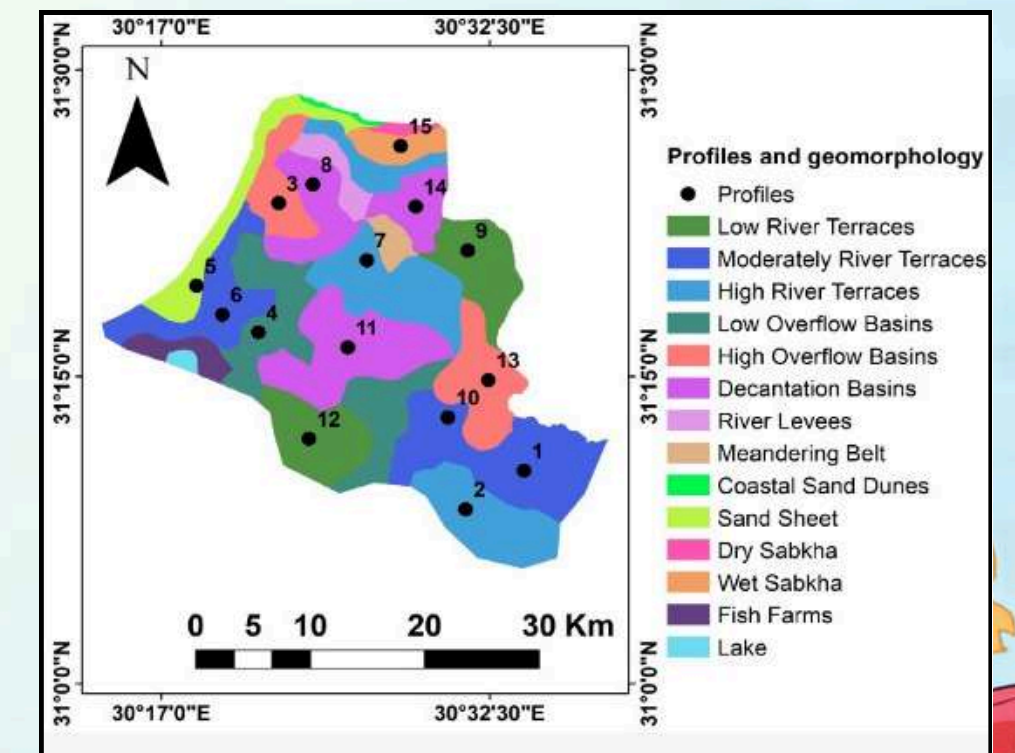 30°17'0"E 30°32'30"E
31°30'0"N 31°30'0"N
N
15
8
3
14
9
7
5
6
4
11
13
10
12
1
2
31°15'0"N 31°15'0"N
Profiles and geomorphology
Profiles
Low River Terraces
Moderately River Terraces
High River Terraces
Low Overflow Basins
High Overflow Basins
Decantation Basins
River Levees
Meandering Belt
Coastal Sand Dunes
Sand Sheet
Dry Sabkha
Wet Sabkha
Fish Farms
Lake
0 5 10 20 30 Km
31°0'0"N 31°0'0"N
30°17'0"E 30°32'30"E